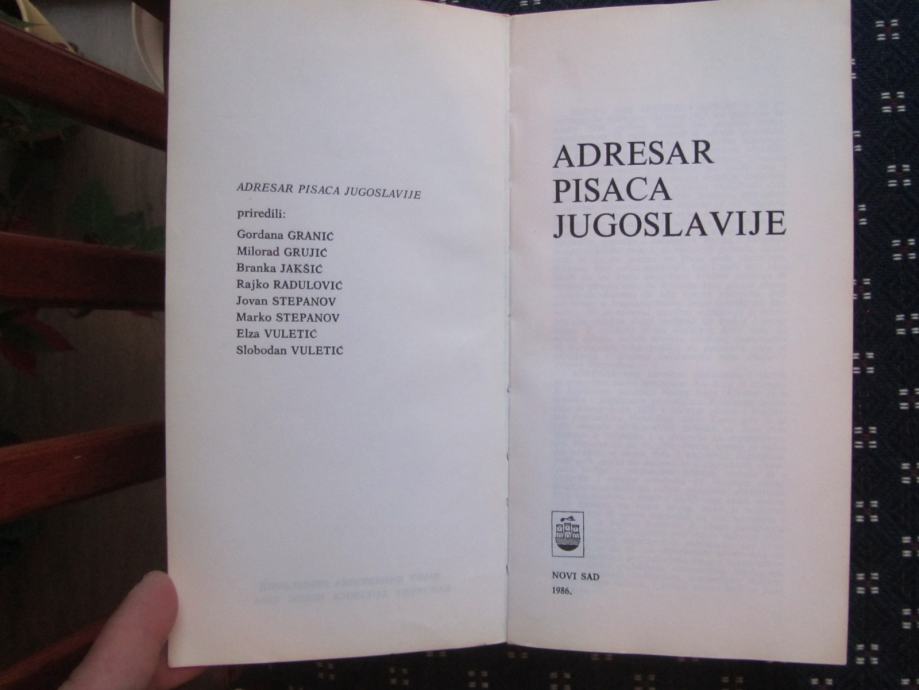 ADRESAR PISACA JUGOSLAVIJE
priredili:
Gordana GRANIĆ
Milorad GRUJIĆ
Branka JAKŠIĆ
Rajko RADULOVIĆ
Jovan STEPANOV
Marko STEPANOV
Elza VULETIĆ
Slobodan VULETIĆ
ADRESAR
PISACA
JUGOSLAVIJE
NOVI SAD
1986.